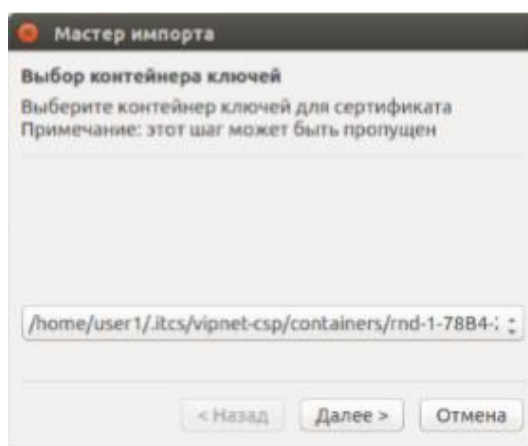 Мастер импорта
Выбор контейнера ключей
Выберите контейнер ключей для сертификата
Примечание: этот шаг может быть пропущен
/home/user1/.itcs/vipnet-csp/containers/rnd-1-78B4-
< Назад Далее > Отмена